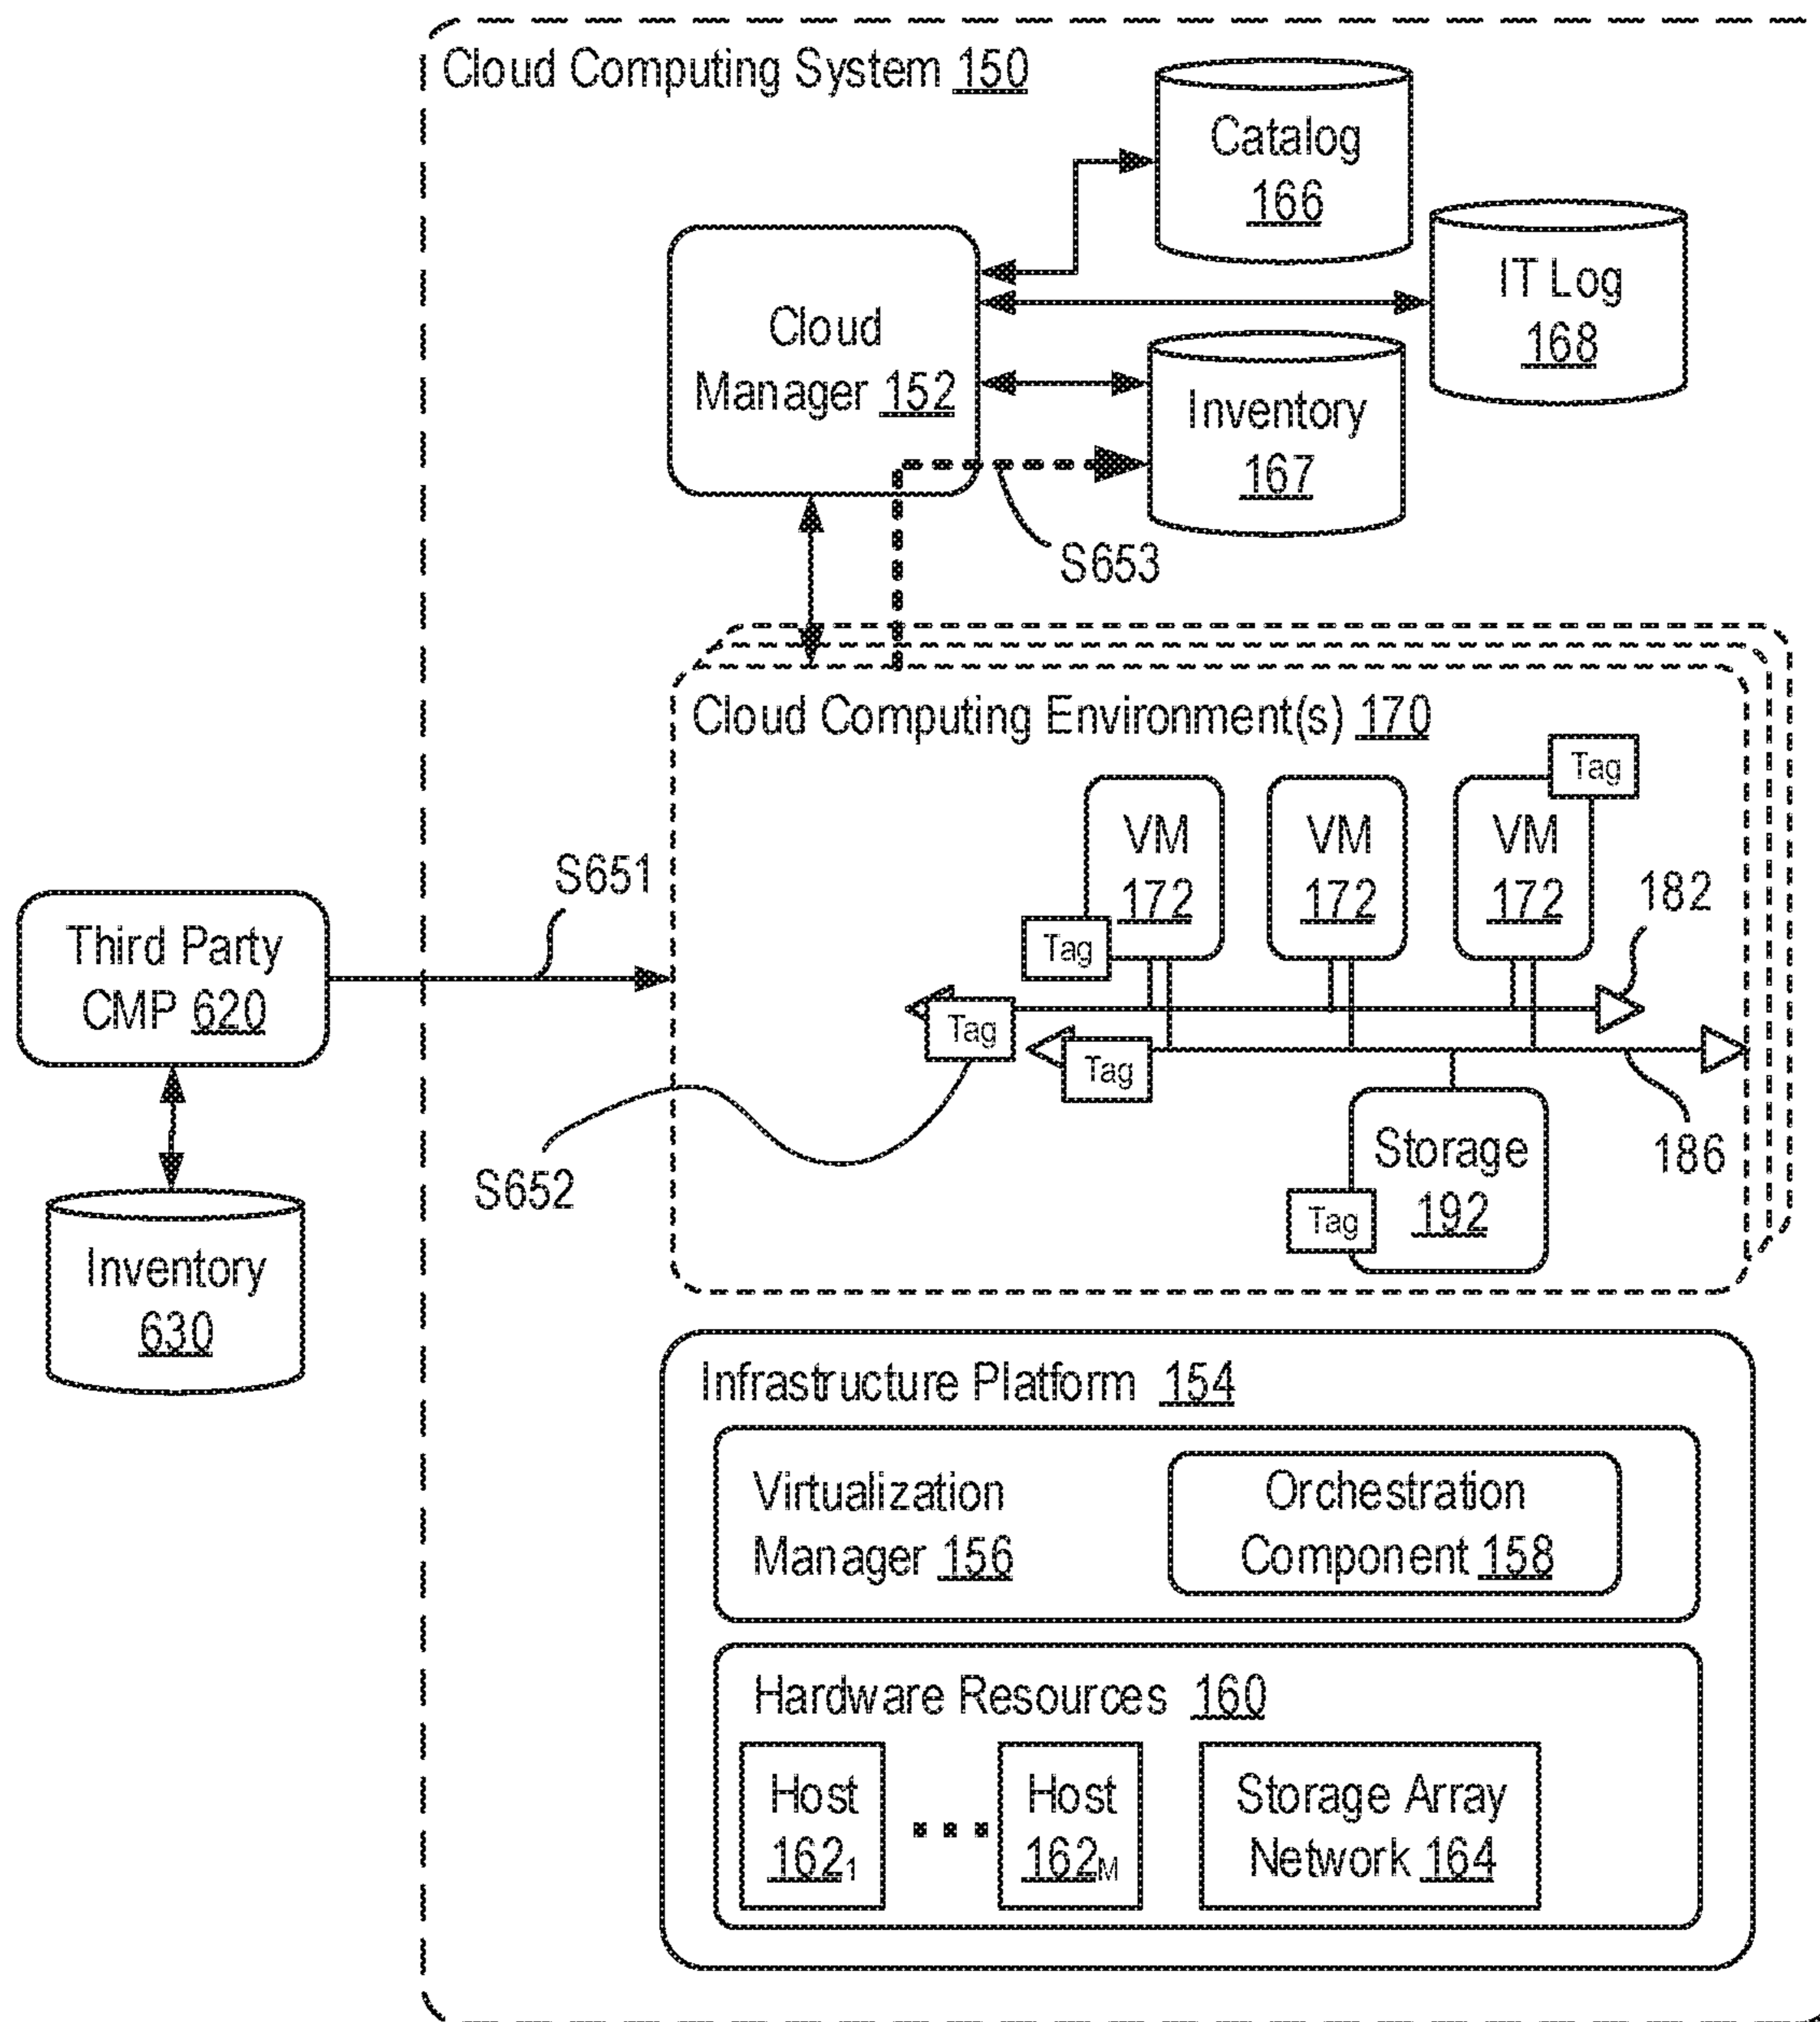 Cloud Computing System 150
Catalog
166
IT Log
168
Cloud
Manager 152
Inventory
167
S653
Cloud Computing Environment(s) 170
Tag
VM
172
VM
172
VM
172
182
Tag
Tag
Tag
S651
Third Party
CMP 620
S652
Storage
192
186
Tag
Inventory
630
Infrastructure Platform 154
Virtualization
Manager 156
Orchestration
Component 158
Hardware Resources 160
Host
162₁
...
Host
162M
Storage Array
Network 164